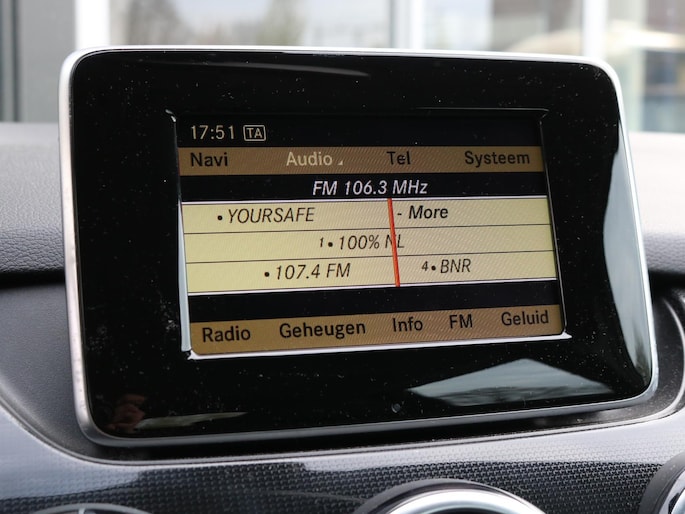 17:51 TA
Navi Audio Tel Systeem
FM 106.3 MHz
• YOURSAFE - More
1• 100% NL
• 107.4 FM 4• BNR
Radio Geheugen Info FM Geluid